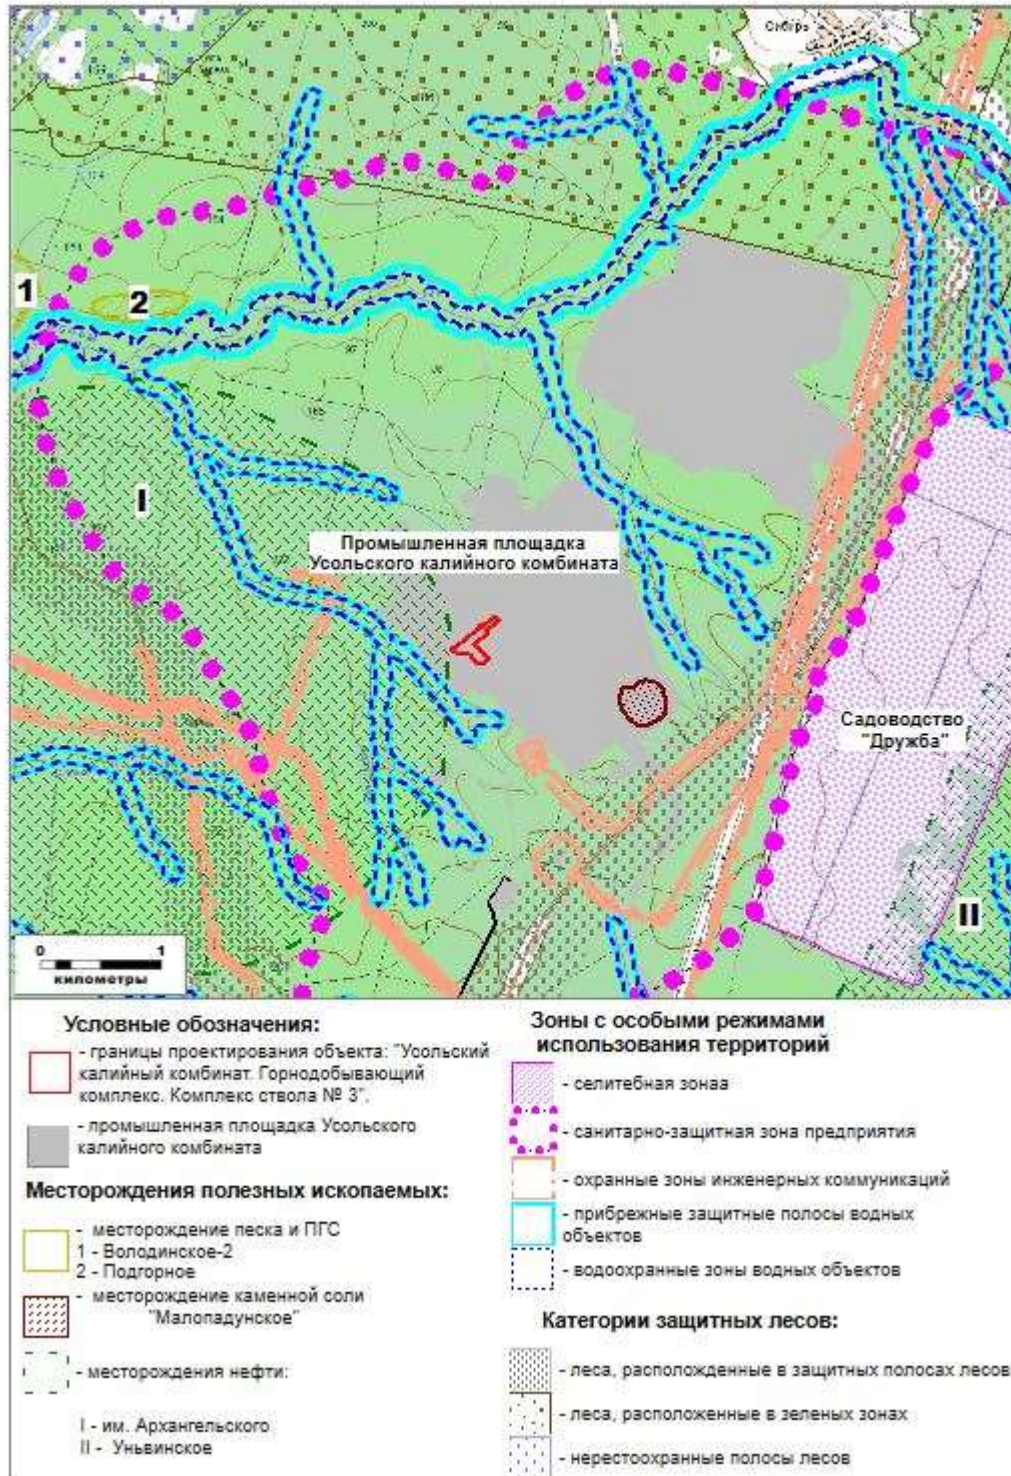 Сибирь
1
2
I
Промышленная площадка
Усольского калийного комбината
Садоводство
"Дружба"
II
0 1
километры
Условные обозначения:
- границы проектирования объекта: "Усольский
калийный комбинат. Горнодобывающий
комплекс. Комплекс ствола № 3".
- промышленная площадка Усольского
калийного комбината
Месторождения полезных ископаемых:
- месторождение песка и ПГС
1 - Володинское-2
2 - Подгорное
- месторождение каменной соли
"Малопадунское"
- месторождения нефти:
I - им. Архангельского
II - Уньвинское
Зоны с особыми режимами
использования территорий
- селитебная зонаа
- санитарно-защитная зона предприятия
- охранные зоны инженерных коммуникаций
- прибрежные защитные полосы водных
объектов
- водоохранные зоны водных объектов
Категории защитных лесов:
- леса, расположенные в защитных полосах лесов
- леса, расположенные в зеленых зонах
- нерестоохранные полосы лесов